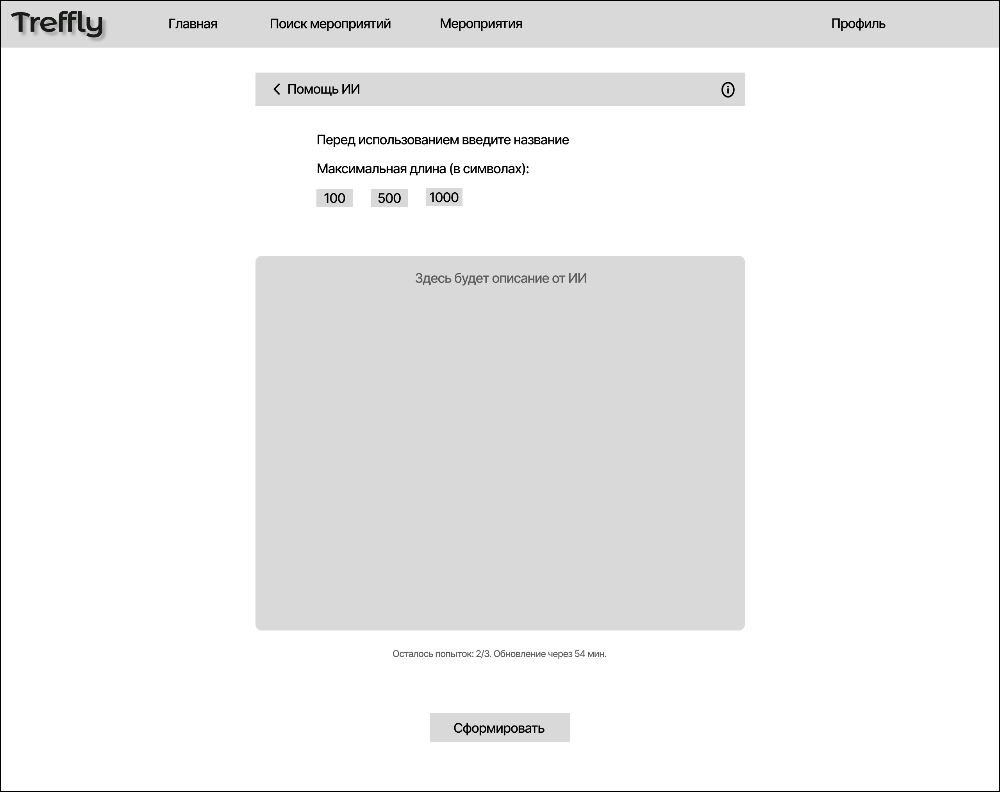 Treffly
Главная
Поиск мероприятий
Мероприятия
Профиль
Помощь ИИ
Перед использованием введите название
Максимальная длина (в символах):
100
500
1000
Здесь будет описание от ИИ
Осталось попыток: 2/3. Обновление через 54 мин.
Сформировать